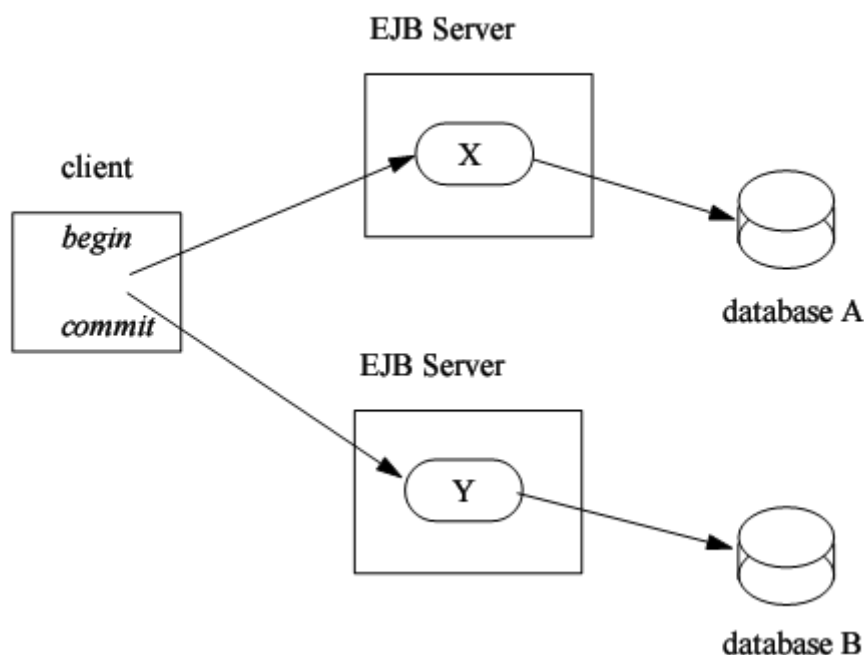 EJB Server
X
client
begin
commit
database A
EJB Server
Y
database B